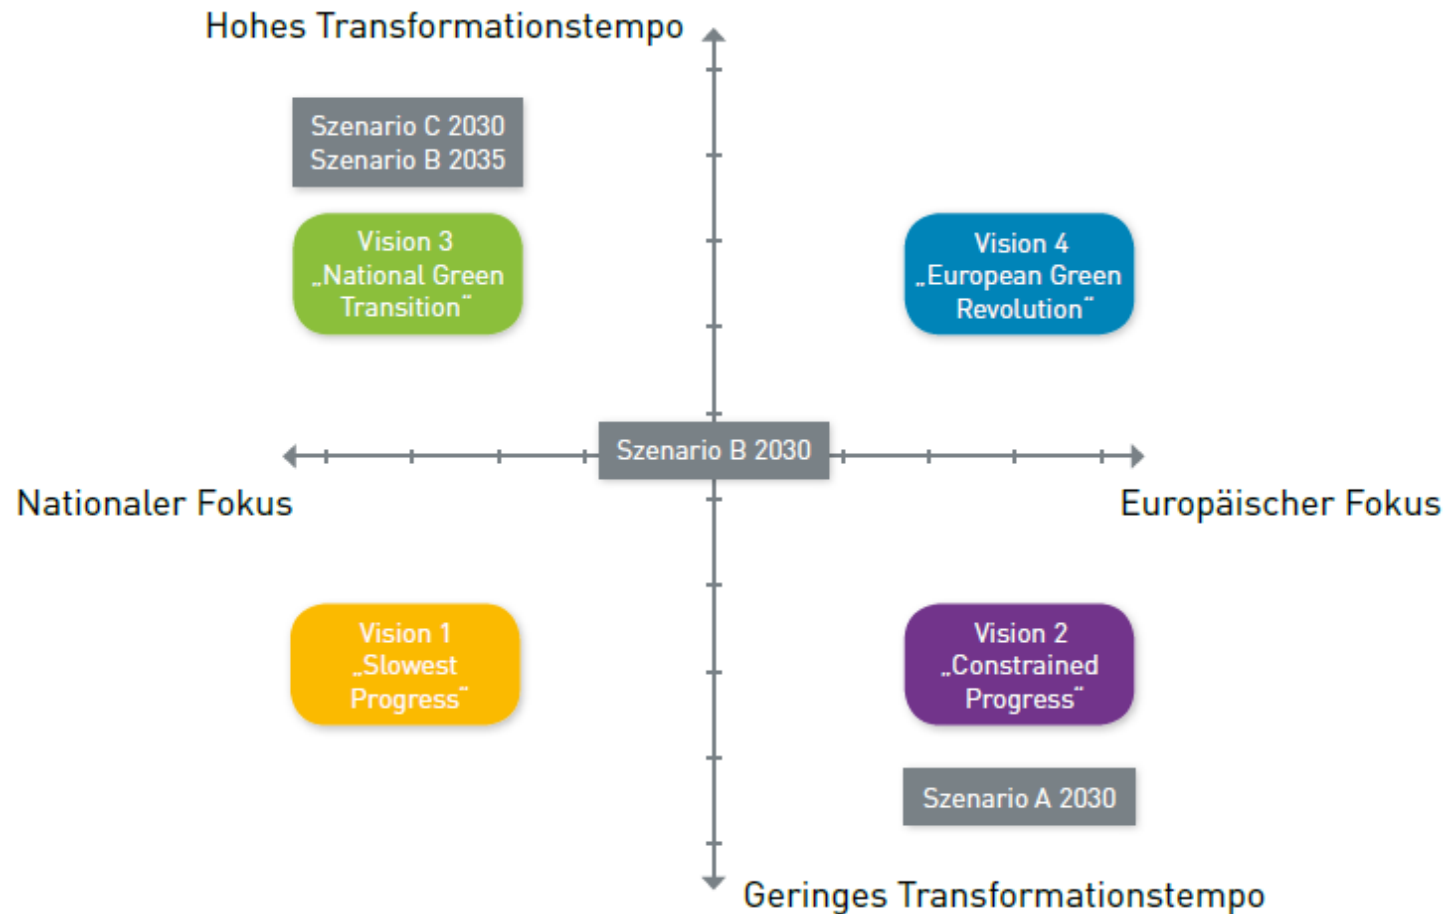 Hohes Transformationstempo
Szenario C 2030
Szenario B 2035
Vision 3
„National Green
Transition“
Vision 4
„European Green
Revolution“
Szenario B 2030
Nationaler Fokus
Europäischer Fokus
Vision 1
„Slowest
Progress“
Vision 2
„Constrained
Progress“
Szenario A 2030
Geringes Transformationstempo